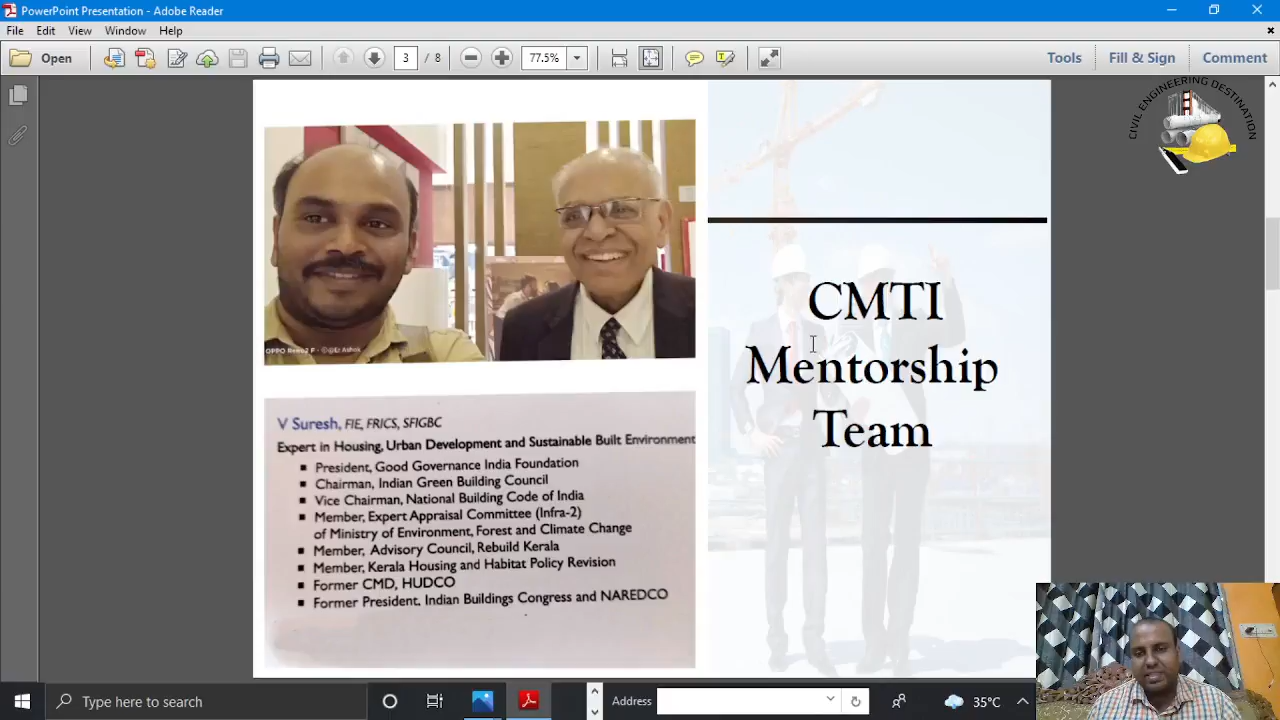 PowerPoint Presentation - Adobe Reader
File Edit View Window Help
Open
3 / 8
77.5%
Tools Fill & Sign Comment
CIVIL ENGINEERING DESTINATION
OPPO Reno2 F
V Suresh, FIE, FRICS, SFIGBC
Expert in Housing, Urban Development and Sustainable Built Environment
▪ President, Good Governance India Foundation
▪ Chairman, Indian Green Building Council
▪ Vice Chairman, National Building Code of India
▪ Member, Expert Appraisal Committee (Infra-2)
of Ministry of Environment, Forest and Climate Change
▪ Member, Advisory Council, Rebuild Kerala
▪ Member, Kerala Housing and Habitat Policy Revision
▪ Former CMD, HUDCO
▪ Former President, Indian Buildings Congress and NAREDCO
CMTI
Mentorship
Team
Type here to search
Address
35°C